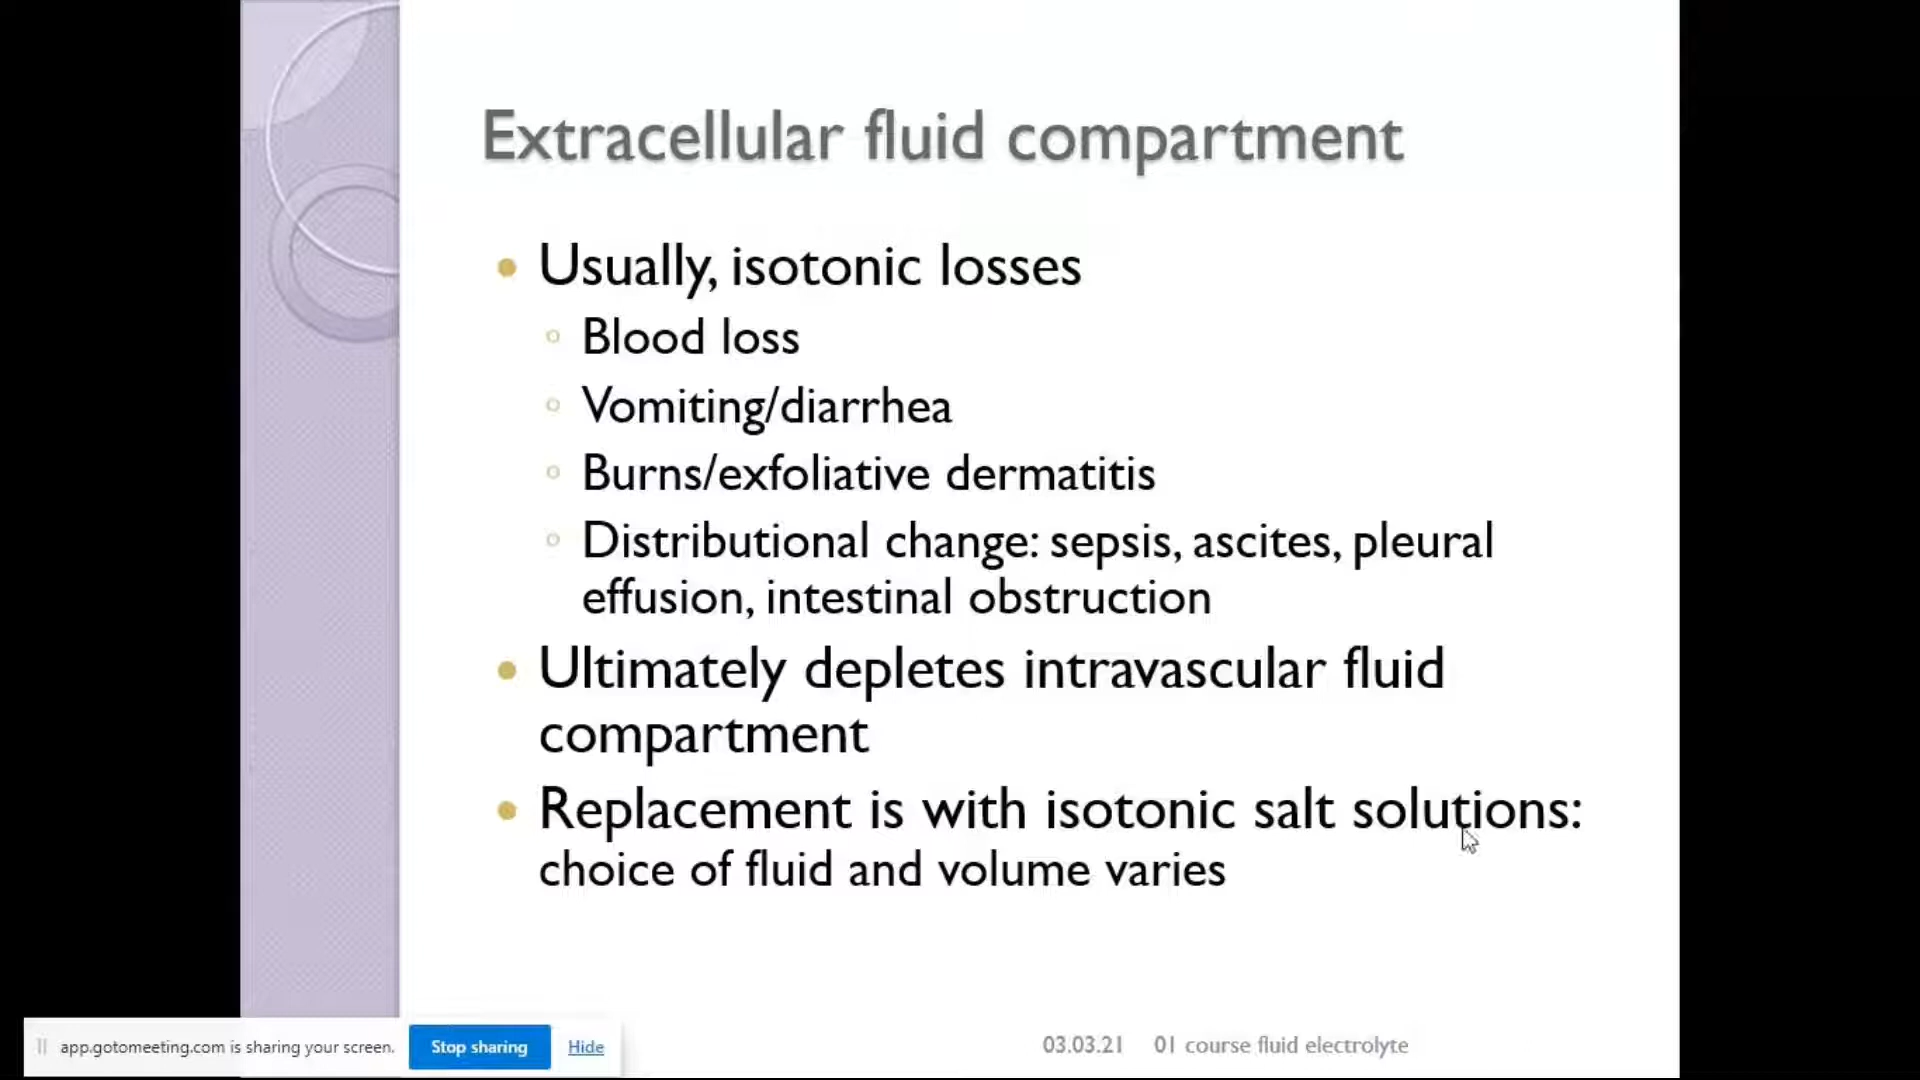 Extracellular fluid compartment
Usually, isotonic losses
Blood loss
Vomiting/diarrhea
Burns/exfoliative dermatitis
Distributional change: sepsis, ascites, pleural
effusion, intestinal obstruction
Ultimately depletes intravascular fluid
compartment
Replacement is with isotonic salt solutions:
choice of fluid and volume varies
app.gotomeeting.com is sharing your screen. Stop sharing Hide
03.03.21 01 course fluid electrolyte